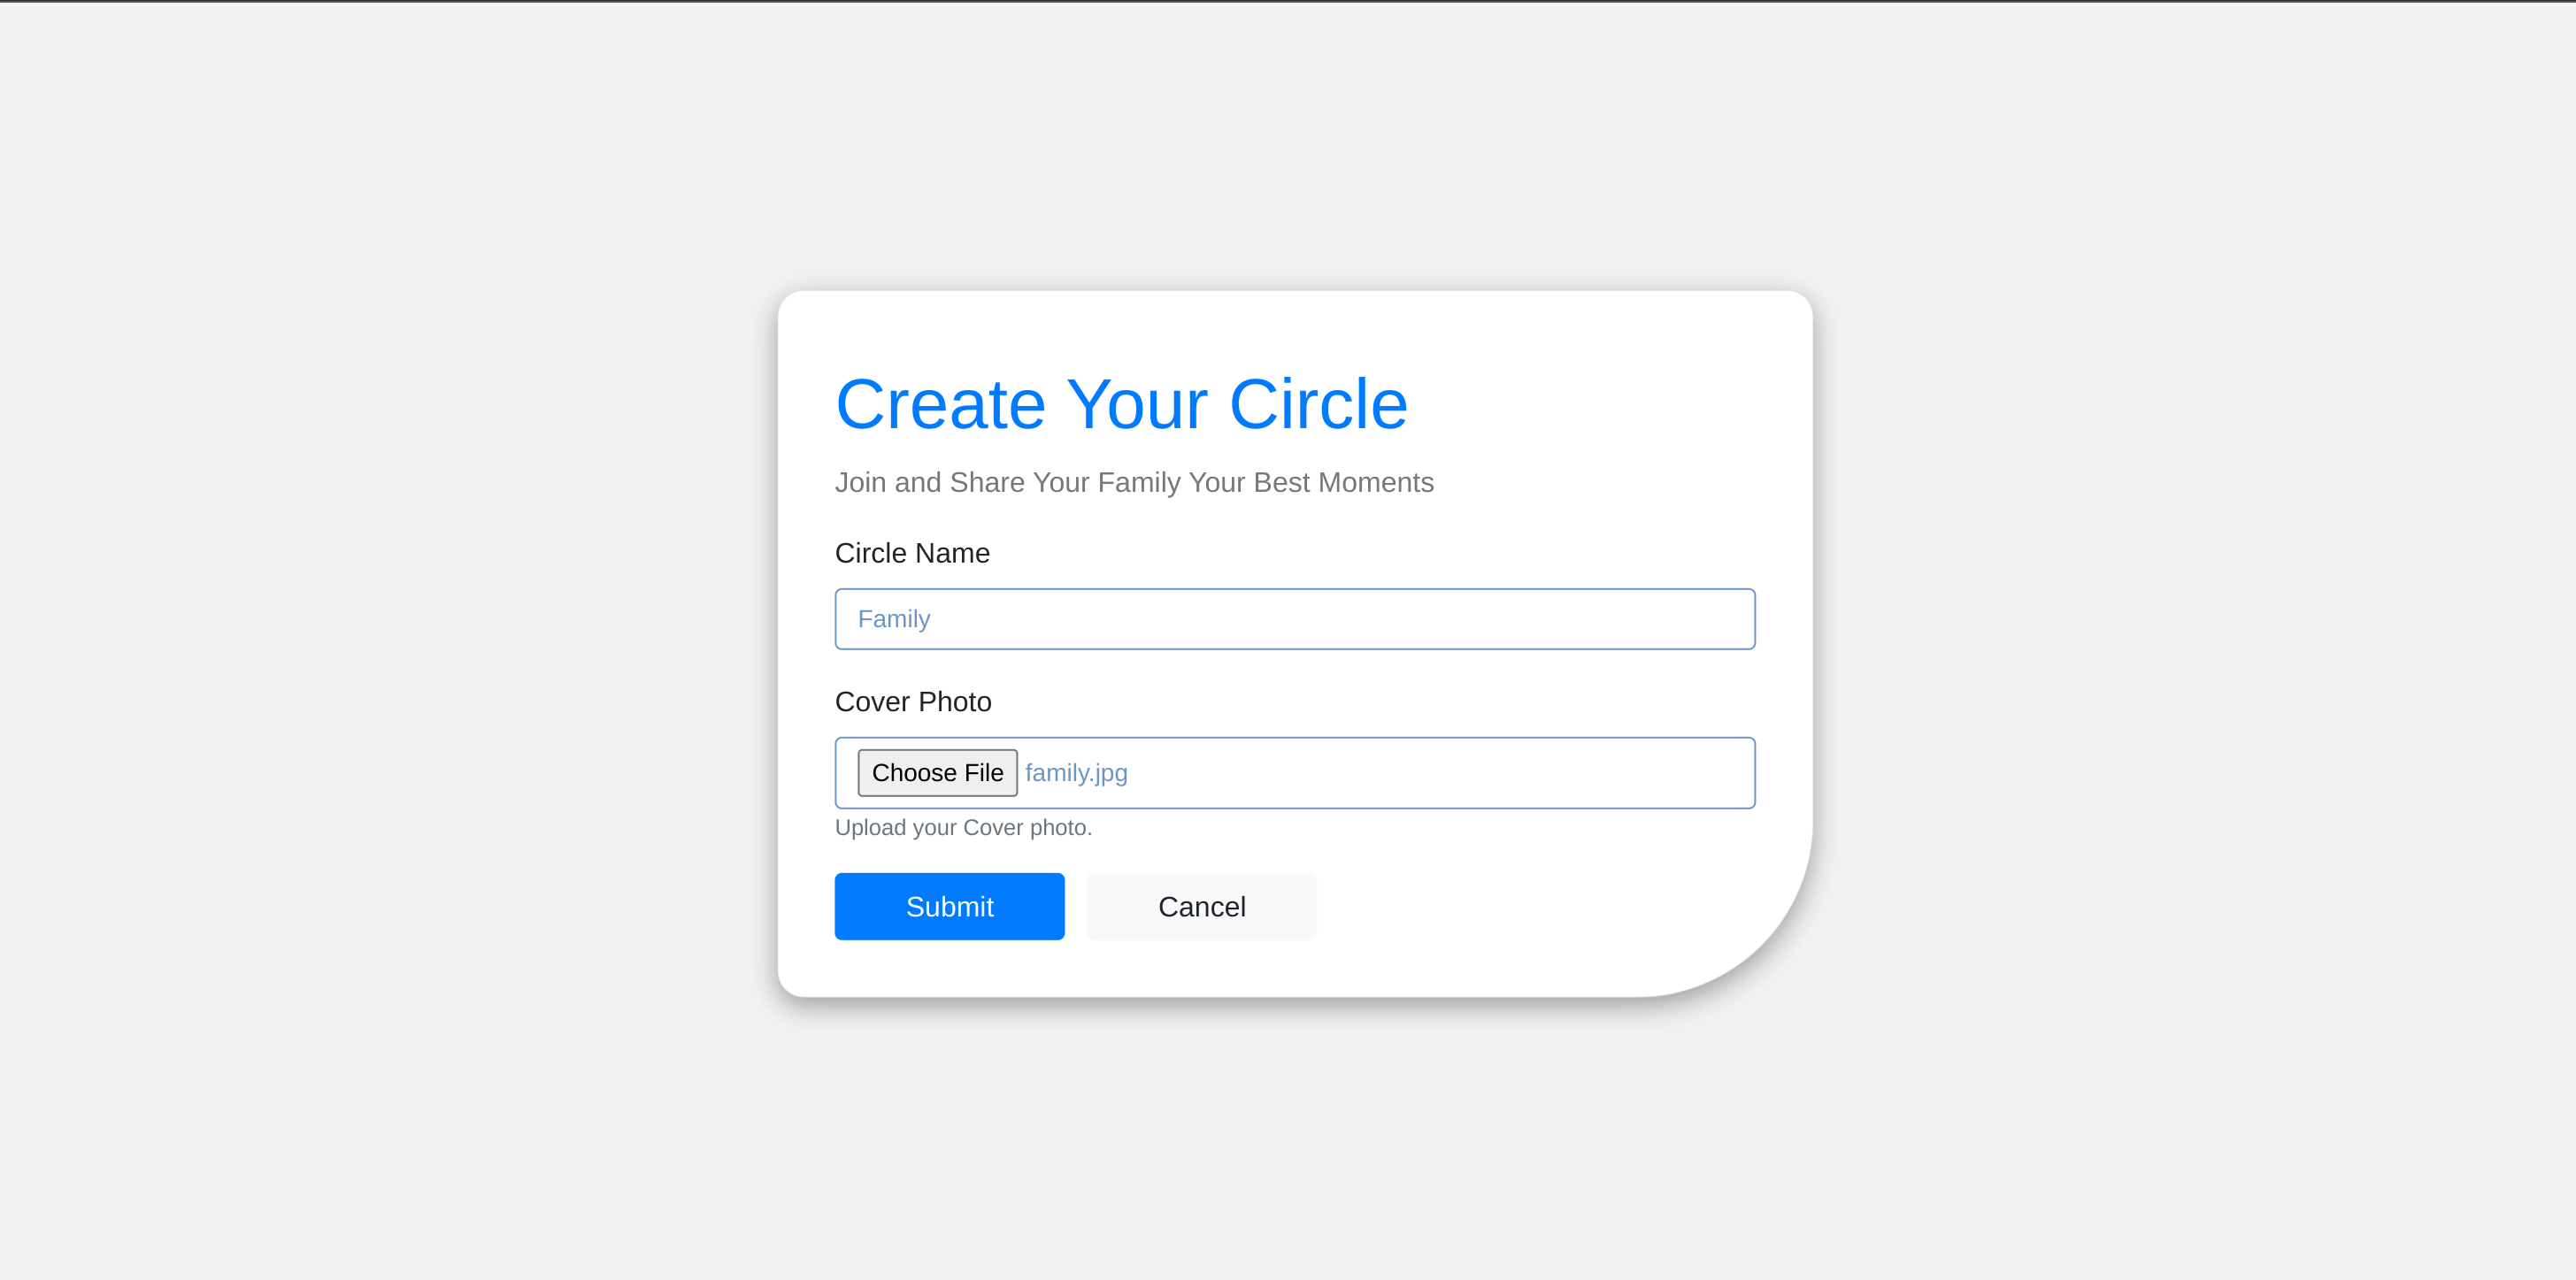 Create Your Circle
Join and Share Your Family Your Best Moments
Circle Name
Family
Cover Photo
Choose File family.jpg
Upload your Cover photo.
Submit Cancel